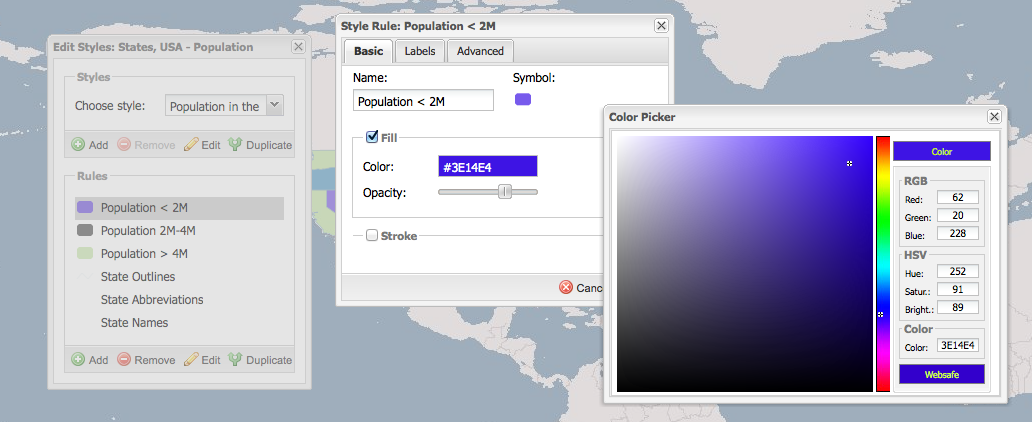 Edit Styles: States, USA - Population
Styles
Choose style: Population in the
Add Remove Edit Duplicate
Rules
Population < 2M
Population 2M-4M
Population > 4M
State Outlines
State Abbreviations
State Names
Add Remove Edit Duplicate
Style Rule: Population < 2M
Basic Labels Advanced
Name: Symbol:
Population < 2M
Fill
Color: #3E14E4
Opacity:
Stroke
Canc
Color Picker
Color
RGB
Red: 62
Green: 20
Blue: 228
HSV
Hue: 252
Satur.: 91
Bright.: 89
Color
Color: 3E14E4
Websafe